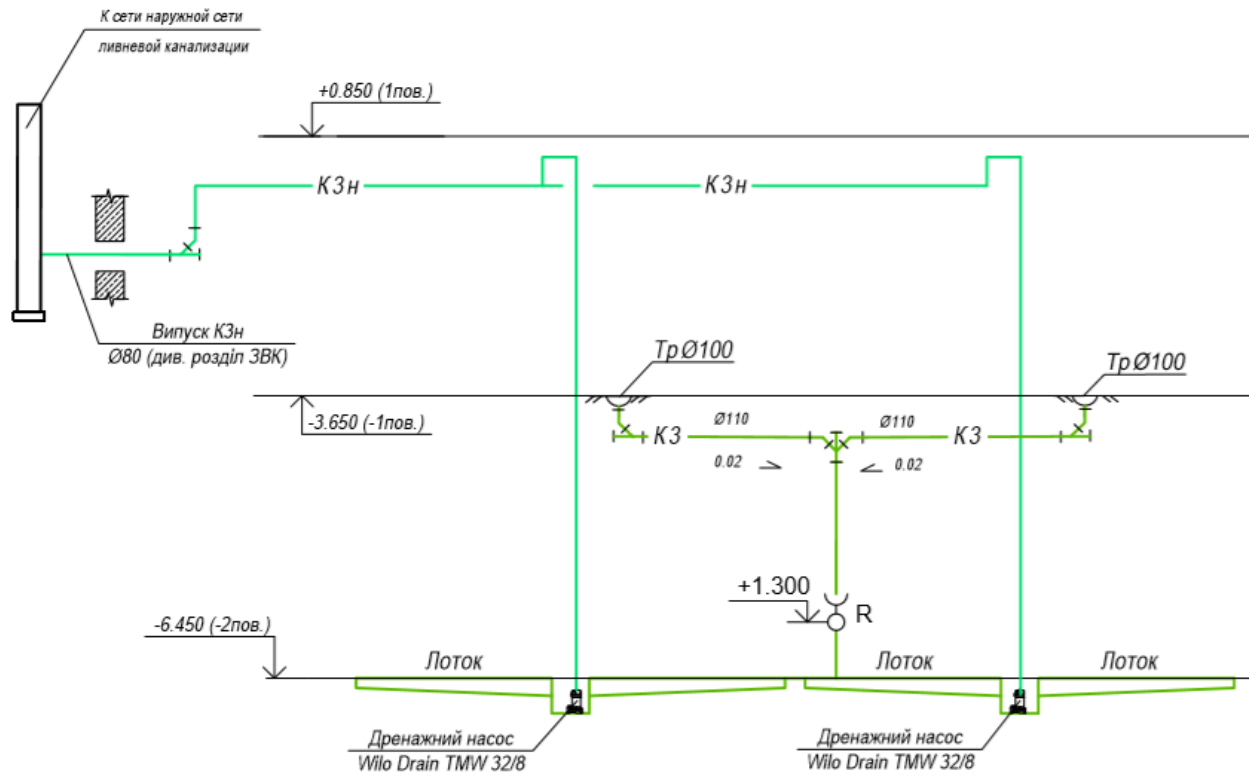 К сети наружной сети
ливневой канализации
+0.850 (1пов.)
К3н
К3н
Випуск К3н
Ø80 (див. розділ ЗВК)
ТрØ100
ТрØ100
-3.650 (-1пов.)
К3
Ø110
Ø110
К3
0.02
0.02
+1.300
R
-6.450 (-2пов.)
Лоток
Лоток
Лоток
Дренажний насос
Wilo Drain TMW 32/8
Дренажний насос
Wilo Drain TMW 32/8